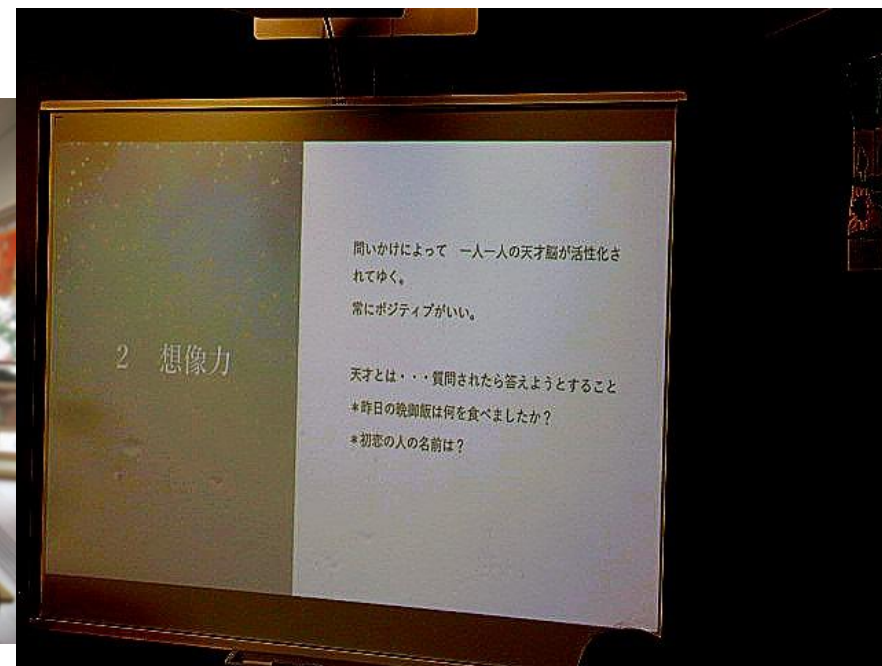 2 想像力
問いかけによって 一人一人の天才脳が活性化さ
れてゆく。
常にポジティブがいい。
天才とは・・・質問されたら答えようとすること
*昨日の晩御飯は何を食べましたか?
*初恋の人の名前は?